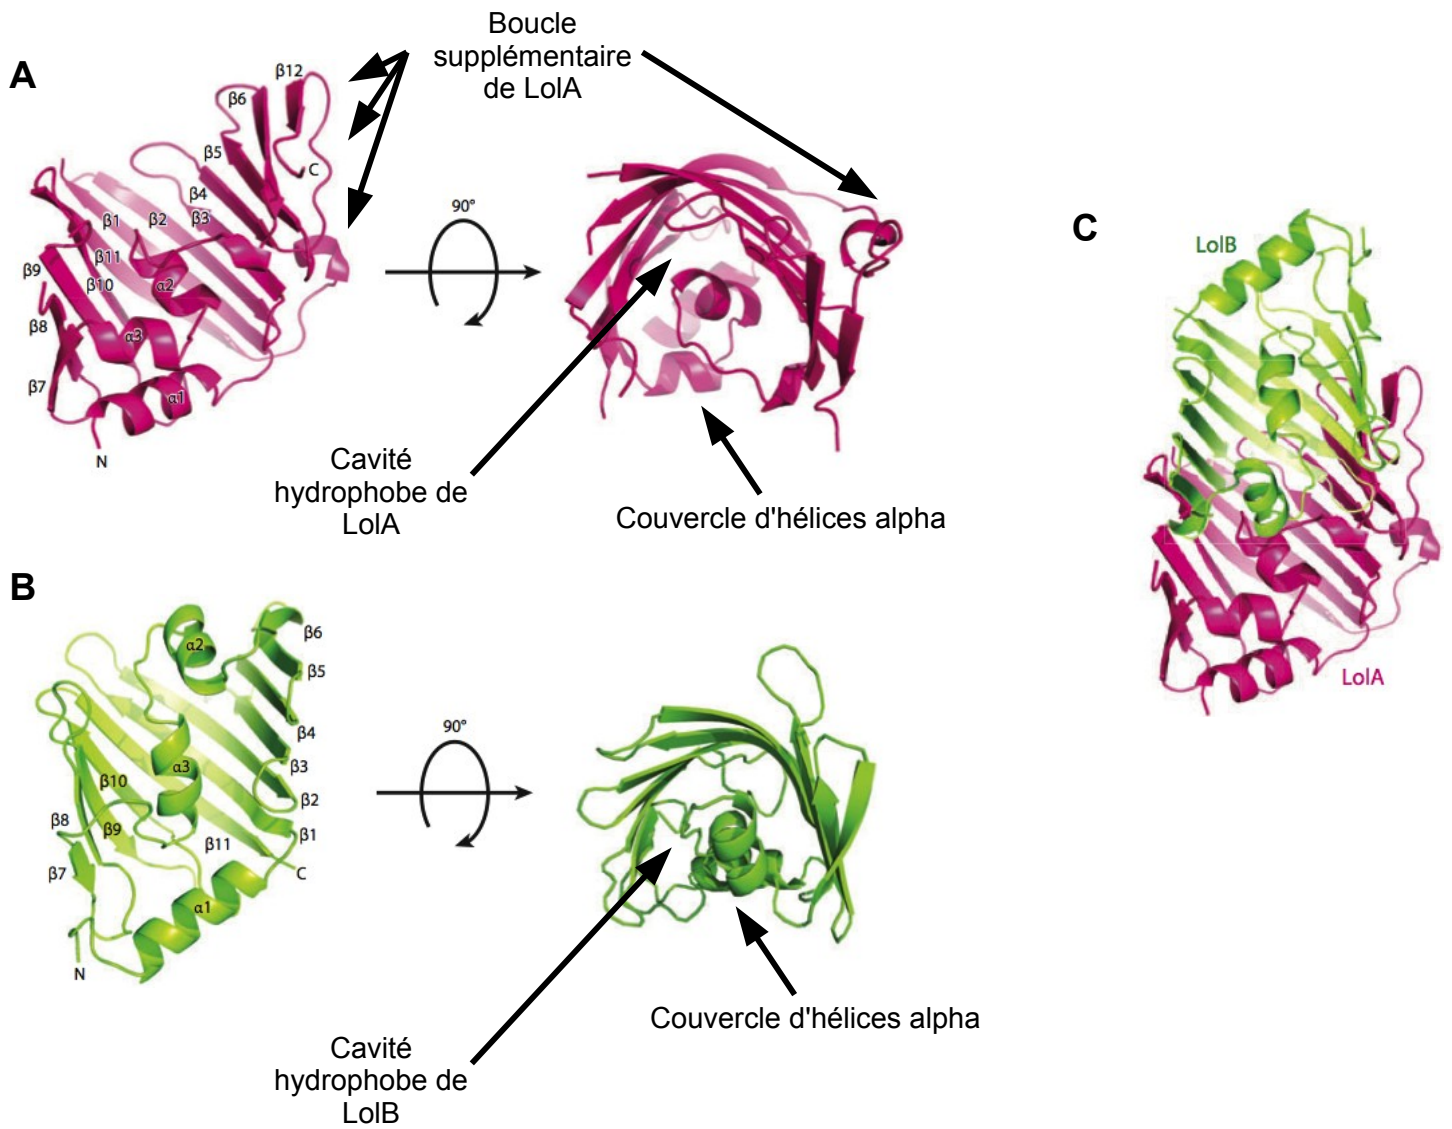 Boucle
supplémentaire
de LolA
A
β12
β6
β5
C
β4
β1
β2
β3
90°
β11
β9
β10
α2
β8
α3
β7
α1
N
Cavité
hydrophobe de
LolA
Couvercle d'hélices alpha
C
LolB
LolA
B
α2
β6
β5
β4
α3
β3
β10
β2
β8
β9
β11
β1
β7
C
α1
N
90°
Couvercle d'hélices alpha
Cavité
hydrophobe de
LolB